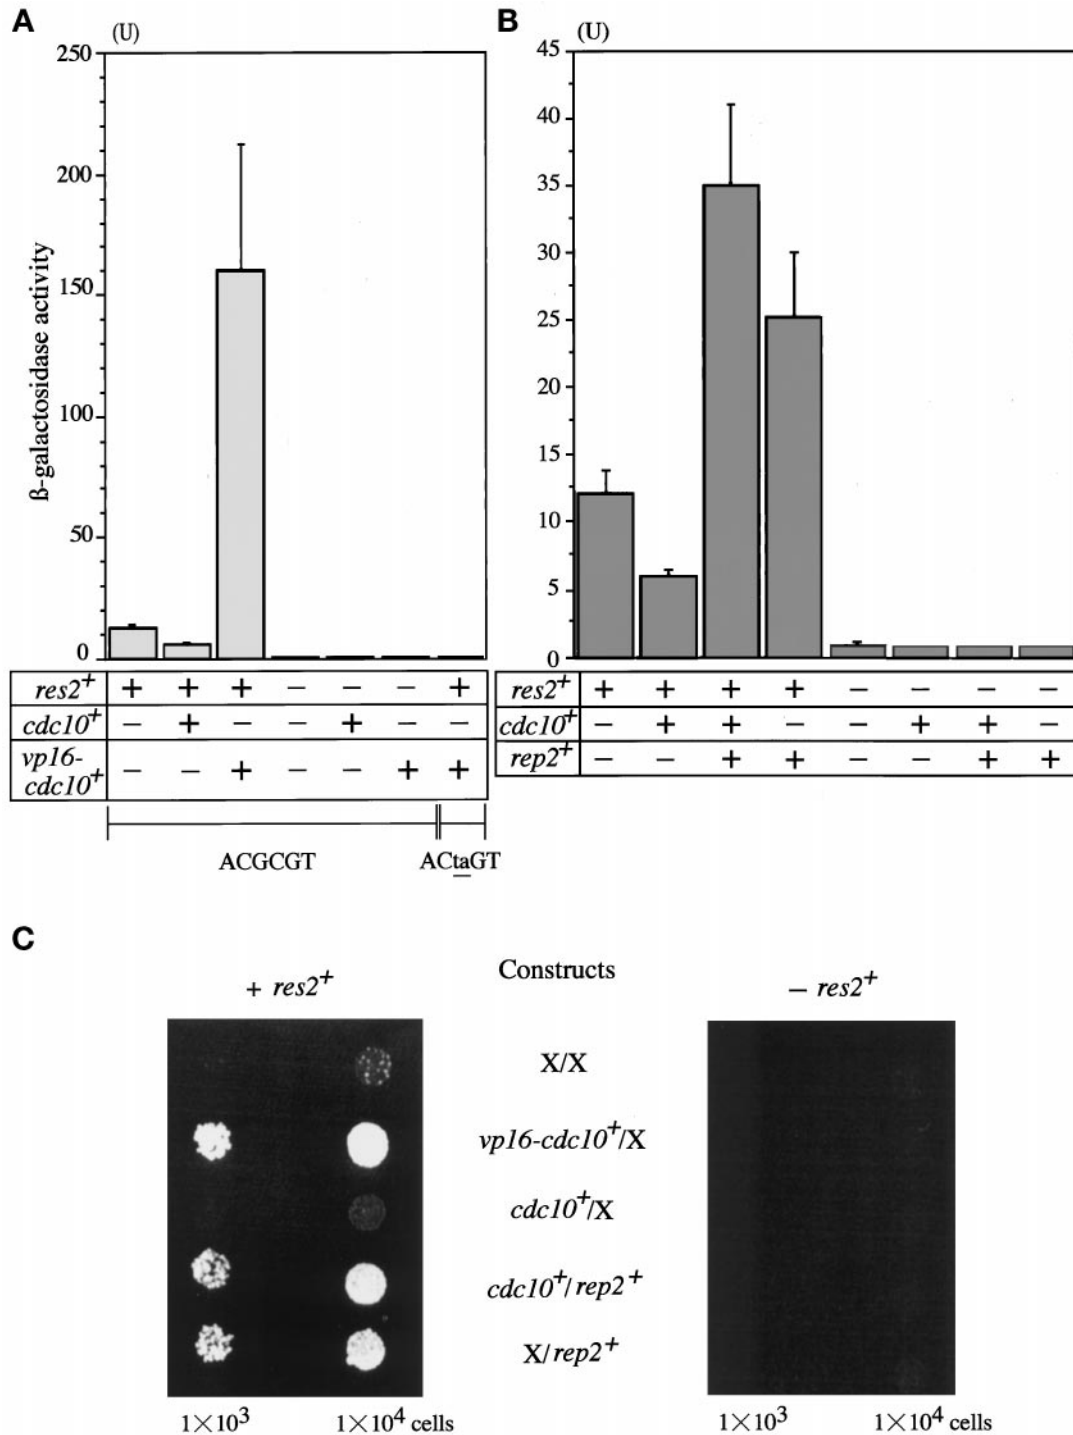 A
(U)
250
200
150
100
50
0
ß-galactosidase activity
res2+ + + + − − − +
cdc10+ − + − − + − −
vp16-cdc10+ − − + − − + +
ACGCGT ACtaGT
B
(U)
45
40
35
30
25
20
15
10
5
0
res2+ + + + + − − − −
cdc10+ − + + − − + + −
rep2+ − − + + − − + +
C
+ res2+
Constructs
− res2+
X/X
vp16-cdc10+/X
cdc10+/X
cdc10+/rep2+
X/rep2+
1×10³ 1×10⁴ cells
1×10³ 1×10⁴ cells